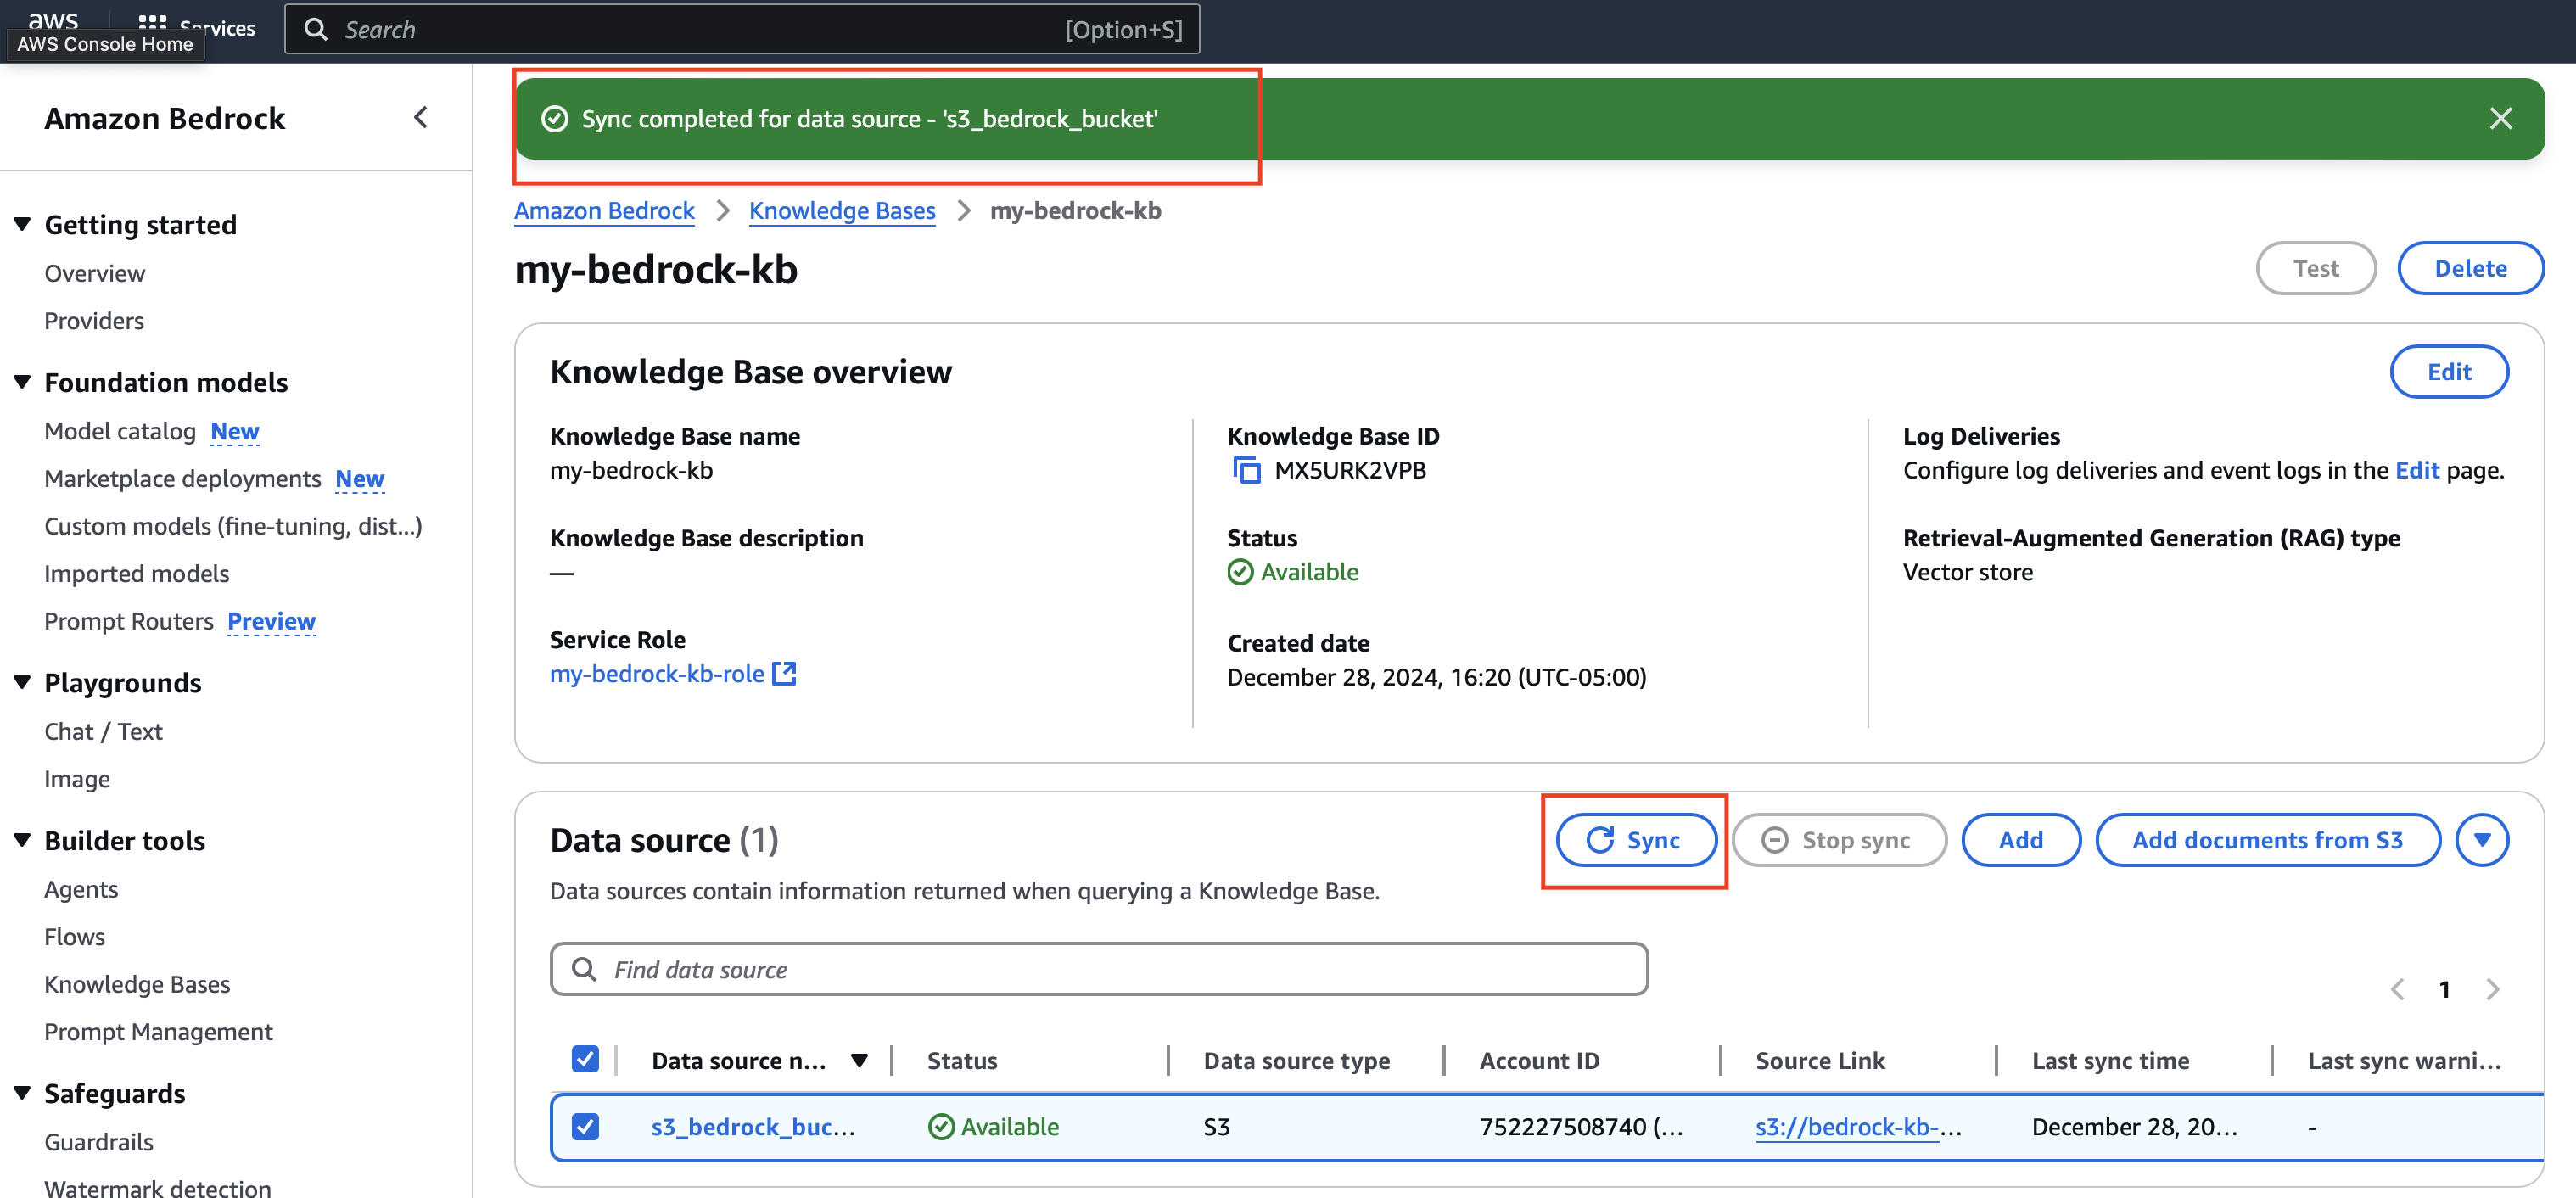 aws
Services
Search
[Option+S]
AWS Console Home
Amazon Bedrock
Getting started
Overview
Providers
Foundation models
Model catalog New
Marketplace deployments New
Custom models (fine-tuning, dist...)
Imported models
Prompt Routers Preview
Playgrounds
Chat / Text
Image
Builder tools
Agents
Flows
Knowledge Bases
Prompt Management
Safeguards
Guardrails
Watermark detection
Sync completed for data source - 's3_bedrock_bucket'
Amazon Bedrock
Knowledge Bases
my-bedrock-kb
my-bedrock-kb
Test
Delete
Knowledge Base overview
Edit
Knowledge Base name
my-bedrock-kb
Knowledge Base description
—
Service Role
my-bedrock-kb-role
Knowledge Base ID
MX5URK2VPB
Status
Available
Created date
December 28, 2024, 16:20 (UTC-05:00)
Log Deliveries
Configure log deliveries and event logs in the Edit page.
Retrieval-Augmented Generation (RAG) type
Vector store
Data source (1)
Sync
Stop sync
Add
Add documents from S3
Data sources contain information returned when querying a Knowledge Base.
Find data source
1
Data source n... Status Data source type Account ID Source Link Last sync time Last sync warni...
s3_bedrock_buc... Available S3 752227508740 (... s3://bedrock-kb-... December 28, 20... -